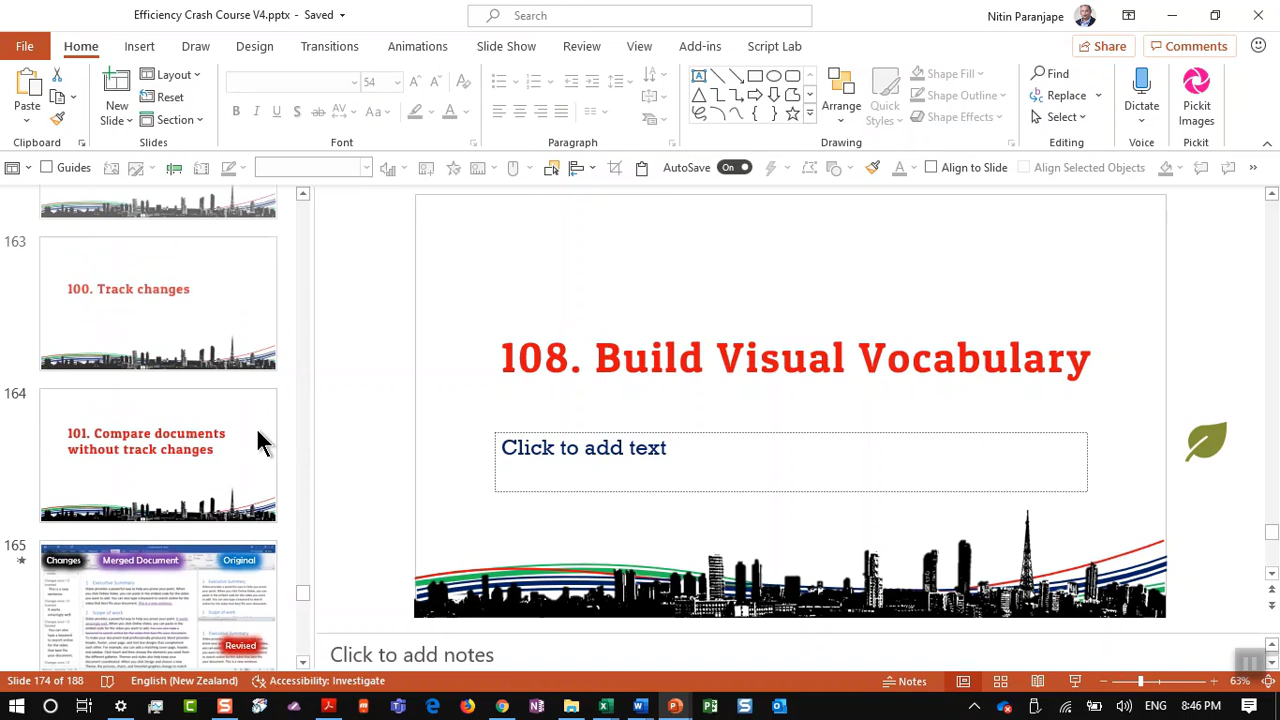 Efficiency Crash Course V4.pptx - Saved
Search
Nitin Paranjape
File Home Insert Draw Design Transitions Animations Slide Show Review View Add-ins Script Lab
Share Comments
Paste
Clipboard
New Slide
Layout
Reset
Section
Slides
54
Font
Paragraph
Arrange
Quick Styles
Shape Fill
Shape Outline
Shape Effects
Drawing
Find
Replace
Select
Editing
Dictate
Voice
Pickit Images
Pickit
Guides
AutoSave On
Align to Slide
Align Selected Objects
163
100. Track changes
164
101. Compare documents
without track changes
165
Changes Merged Document Original
Revised
108. Build Visual Vocabulary
Click to add text
Click to add notes
Slide 174 of 188 English (New Zealand) Accessibility: Investigate Notes 63%
8:46 PM